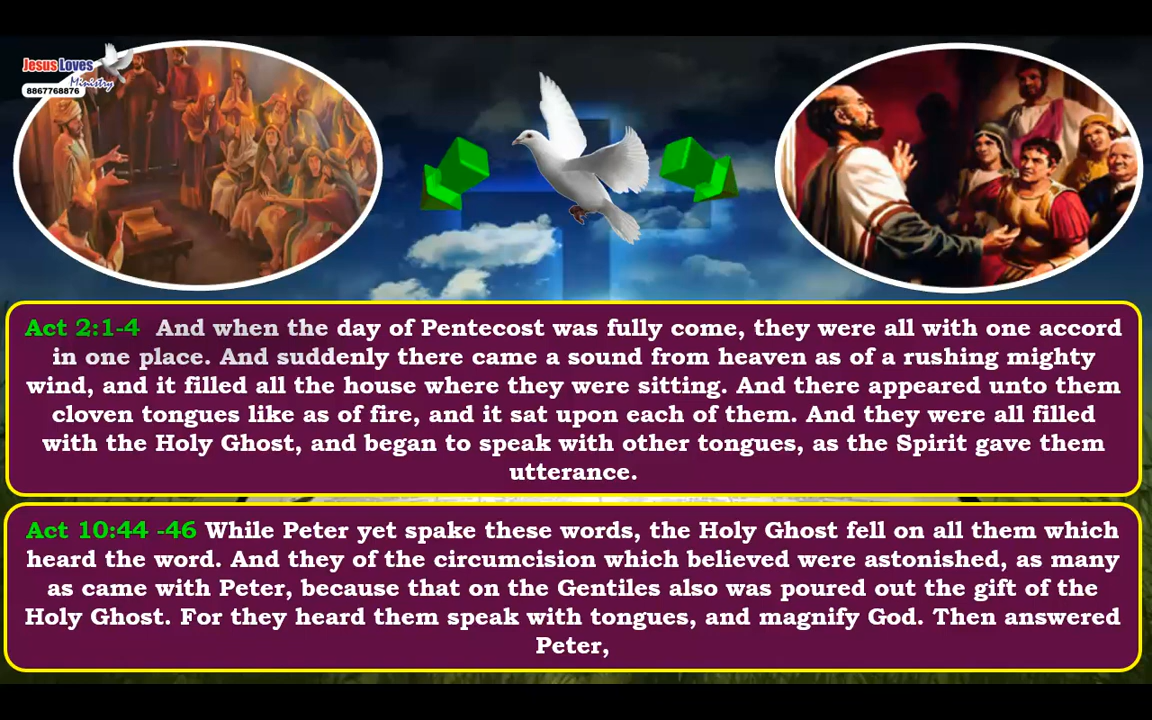 Jesus Loves
Ministry
8867768876
Act 2:1-4 And when the day of Pentecost was fully come, they were all with one accord
in one place. And suddenly there came a sound from heaven as of a rushing mighty
wind, and it filled all the house where they were sitting. And there appeared unto them
cloven tongues like as of fire, and it sat upon each of them. And they were all filled
with the Holy Ghost, and began to speak with other tongues, as the Spirit gave them
utterance.
Act 10:44 -46 While Peter yet spake these words, the Holy Ghost fell on all them which
heard the word. And they of the circumcision which believed were astonished, as many
as came with Peter, because that on the Gentiles also was poured out the gift of the
Holy Ghost. For they heard them speak with tongues, and magnify God. Then answered
Peter,